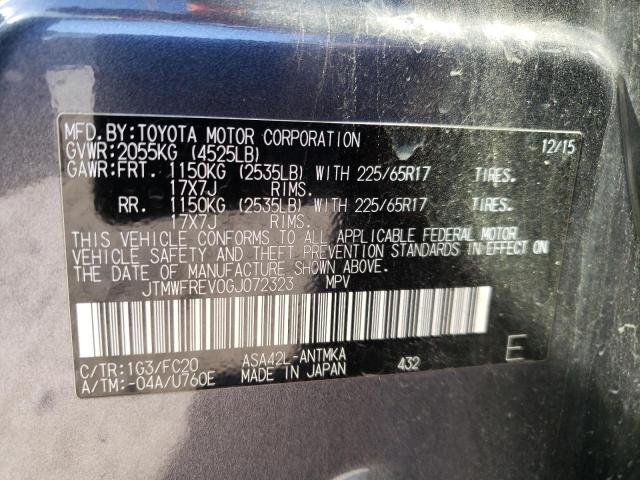 MFD.BY:TOYOTA MOTOR CORPORATION 12/15
GVWR:2055KG (4525LB)
GAWR:FRT. 1150KG (2535LB) WITH 225/65R17 TIRES.
17X7J RIMS.
RR. 1150KG (2535LB) WITH 225/65R17 TIRES.
17X7J RIMS.
THIS VEHICLE CONFORMS TO ALL APPLICABLE FEDERAL MOTOR
VEHICLE SAFETY AND THEFT PREVENTION STANDARDS IN EFFECT ON
THE DATE OF MANUFACTURE SHOWN ABOVE.
JTMWFREV0GJ072323 MPV
C/TR:1G3/FC20 ASA42L-ANTMKA 432 E
A/TM:-04A/U760E MADE IN JAPAN